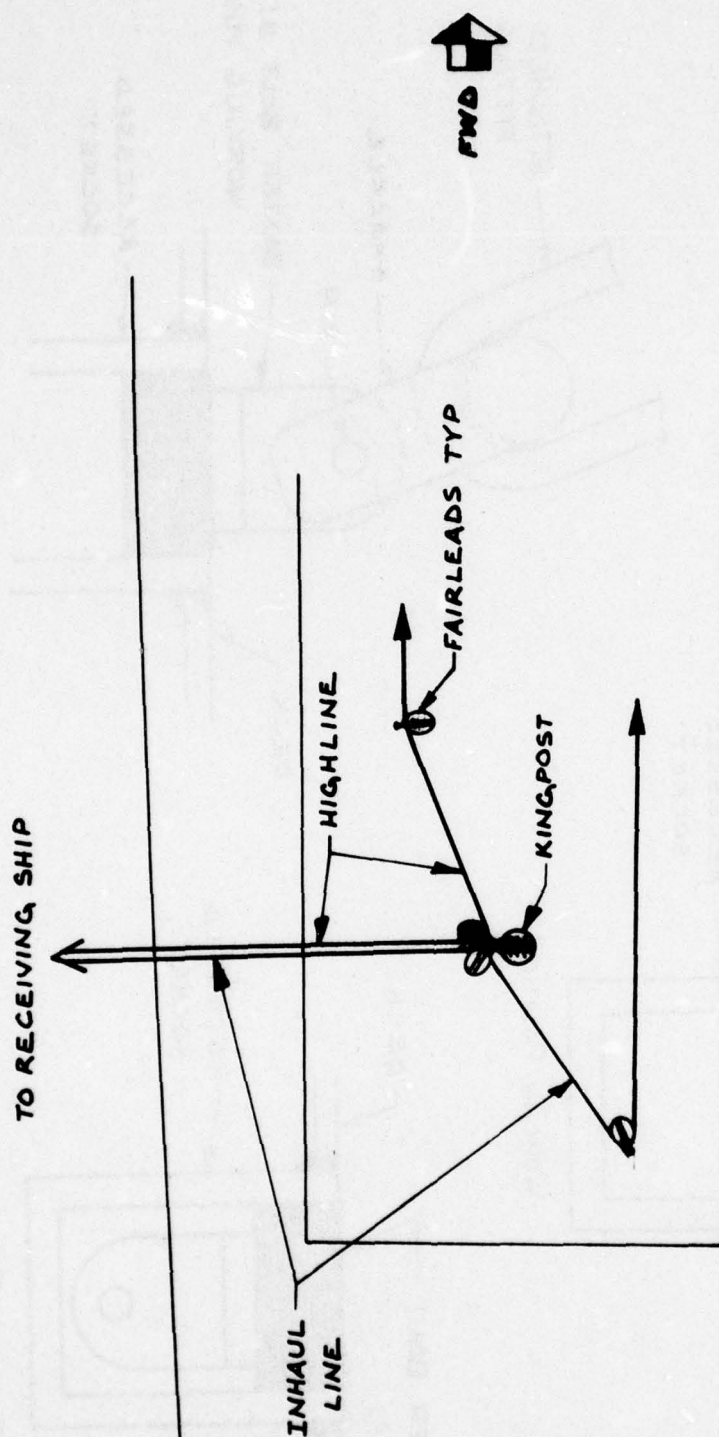 TO RECEIVING SHIP
HIGHLINE
FAIRLEADS TYP
KINGPOST
INHAUL
LINE
FWD